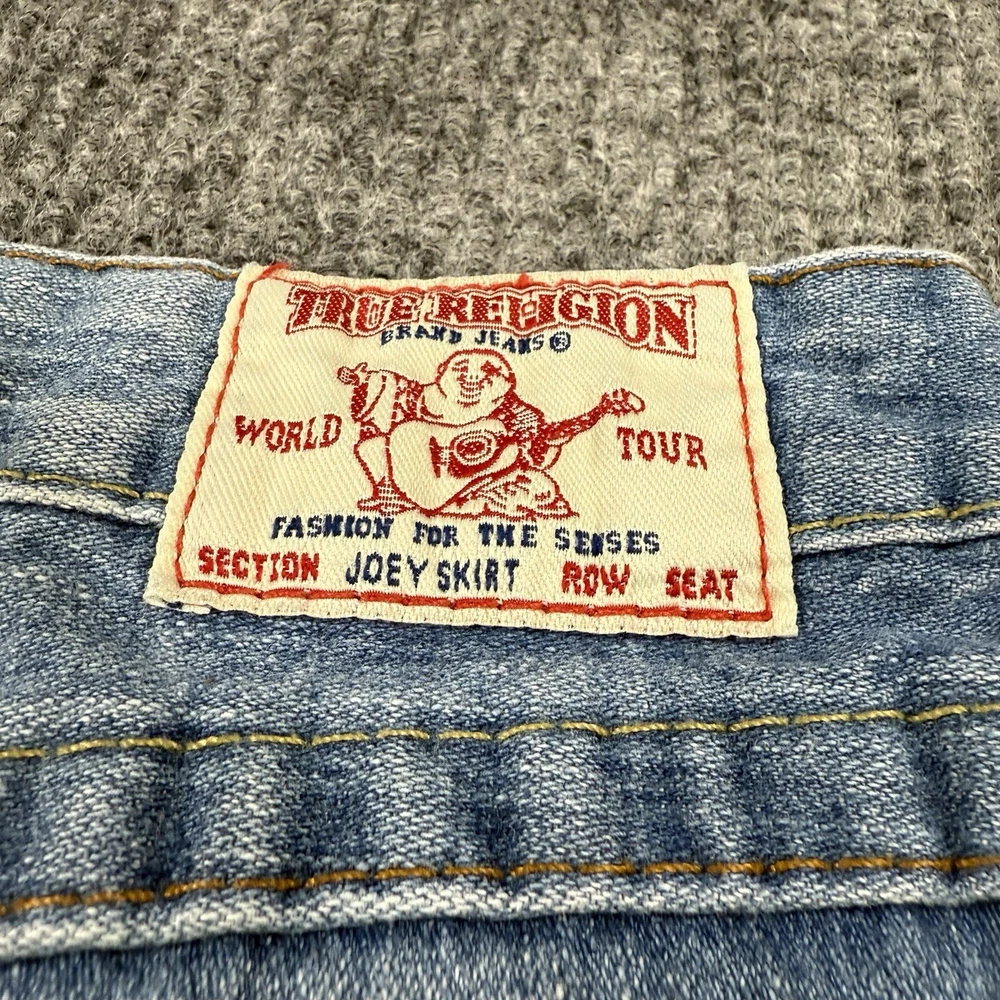 TRUE RELIGION
BRAND JEANS®
WORLD TOUR
FASHION FOR THE SENSES
SECTION JOEY SKIRT ROW SEAT